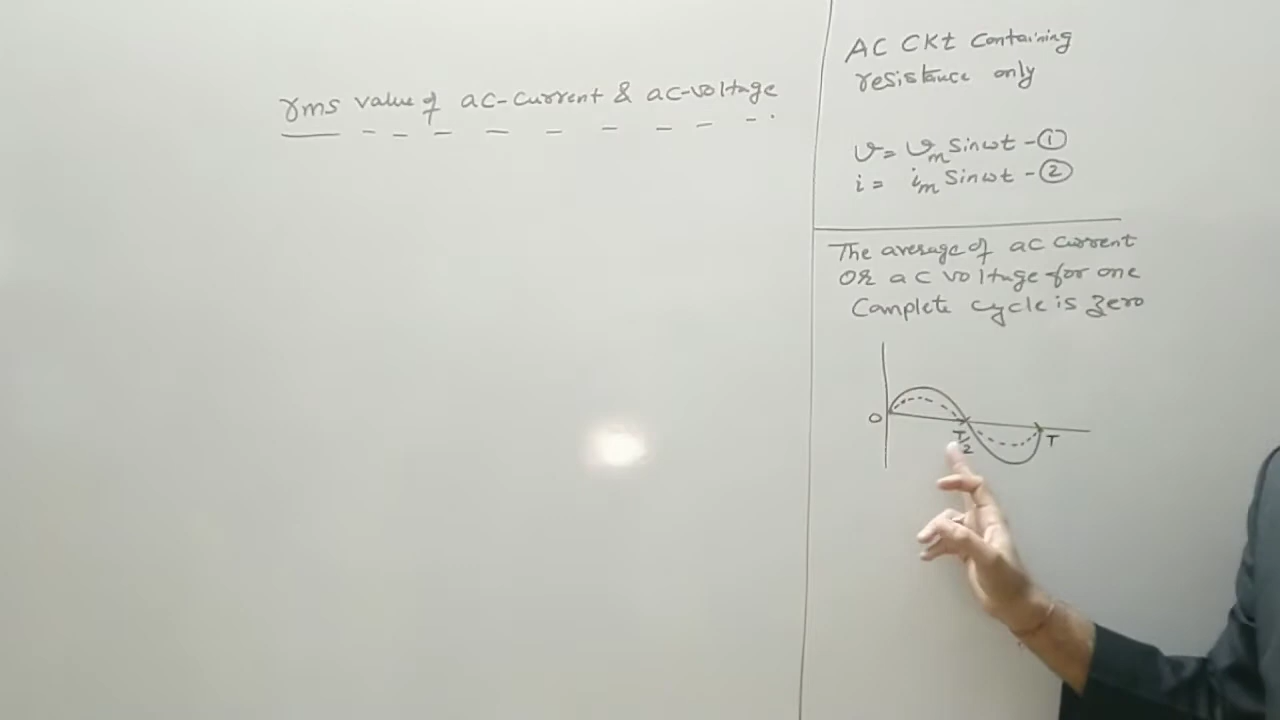 rms value of ac-current & ac-voltage
AC CKt Containing
resistance only
v = vm Sinωt - ①
i = im Sinωt - ②
The average of ac current
OR ac voltage for one
Complete cycle is zero
O
T/2
T